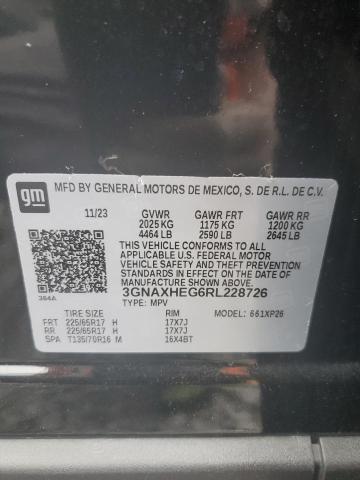 gm
MFD BY GENERAL MOTORS DE MEXICO, S. DE R.L. DE C.V.
11/23 GVWR GAWR FRT GAWR RR
2025 KG 1175 KG 1200 KG
4464 LB 2590 LB 2645 LB
THIS VEHICLE CONFORMS TO ALL
APPLICABLE U.S. FEDERAL MOTOR
VEHICLE SAFETY AND THEFT PREVENTION
STANDARDS IN EFFECT ON THE DATE OF
MANUFACTURE SHOWN ABOVE.
384A 3GNAXHEG6RL228726
TYPE: MPV
TIRE SIZE RIM MODEL: 661XP26
FRT 225/65R17 H 17X7J
RR 225/65R17 H 17X7J
SPA T135/70R16 M 16X4BT